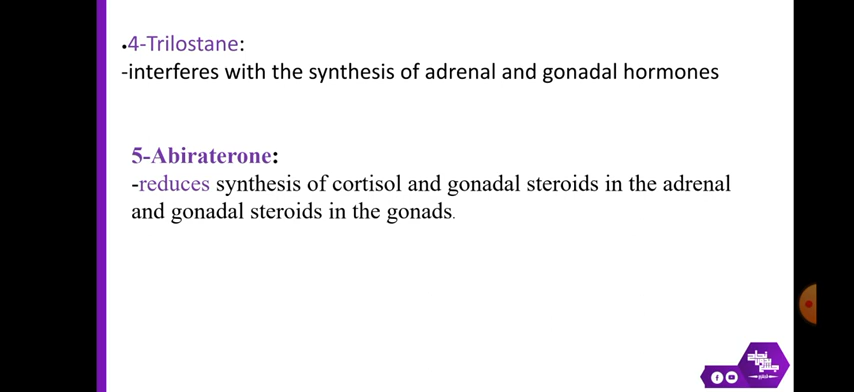 •4-Trilostane:
-interferes with the synthesis of adrenal and gonadal hormones
5-Abiraterone:
-reduces synthesis of cortisol and gonadal steroids in the adrenal
and gonadal steroids in the gonads.